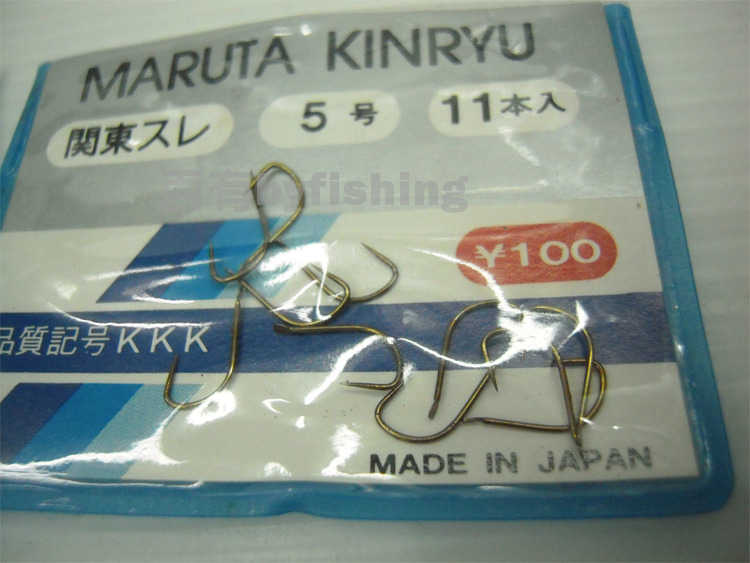 MARUTA KINRYU
関東スレ 5号 11本入
byfishing
¥100
品質記号KKK
MADE IN JAPAN